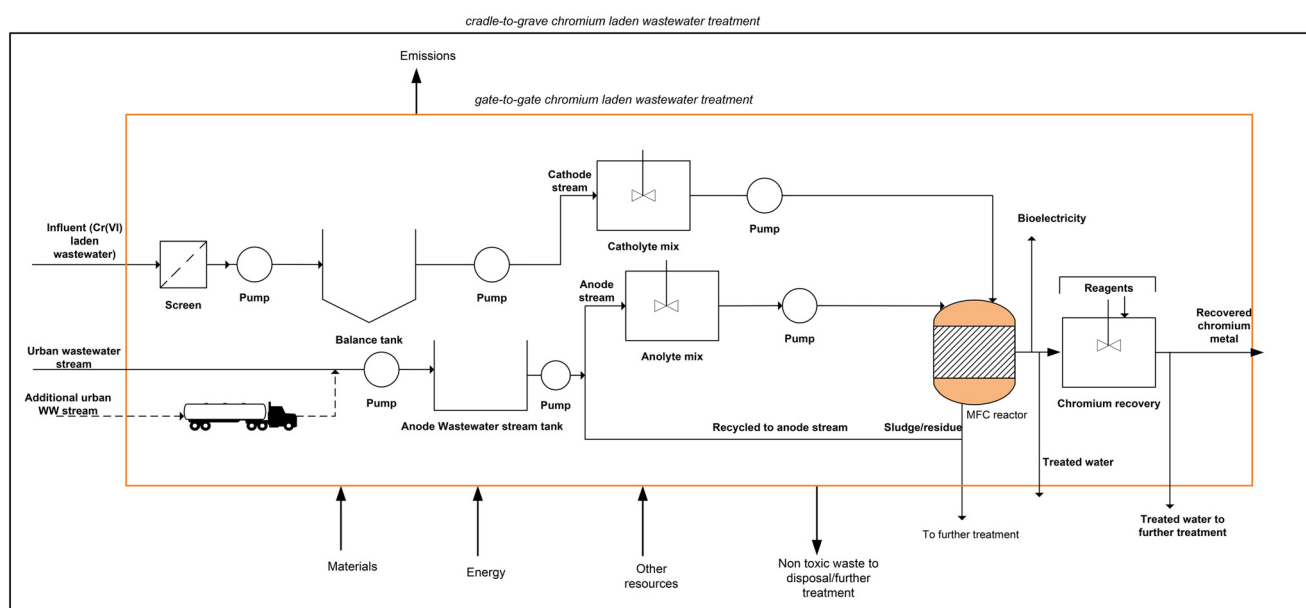 cradle-to-grave chromium laden wastewater treatment
Emissions
gate-to-gate chromium laden wastewater treatment
Cathode
stream
Catholyte mix
Pump
Influent (Cr(VI)
laden
wastewater)
Screen
Pump
Balance tank
Pump
Anode
stream
Anolyte mix
Pump
Bioelectricity
Reagents
Recovered
chromium
metal
Chromium recovery
MFC reactor
Urban wastewater
stream
Additional urban
WW stream
Pump
Anode Wastewater stream tank
Pump
Recycled to anode stream
Sludge/residue
Treated water
To further treatment
Treated water to
further treatment
Materials
Energy
Other
resources
Non toxic waste to
disposal/further
treatment